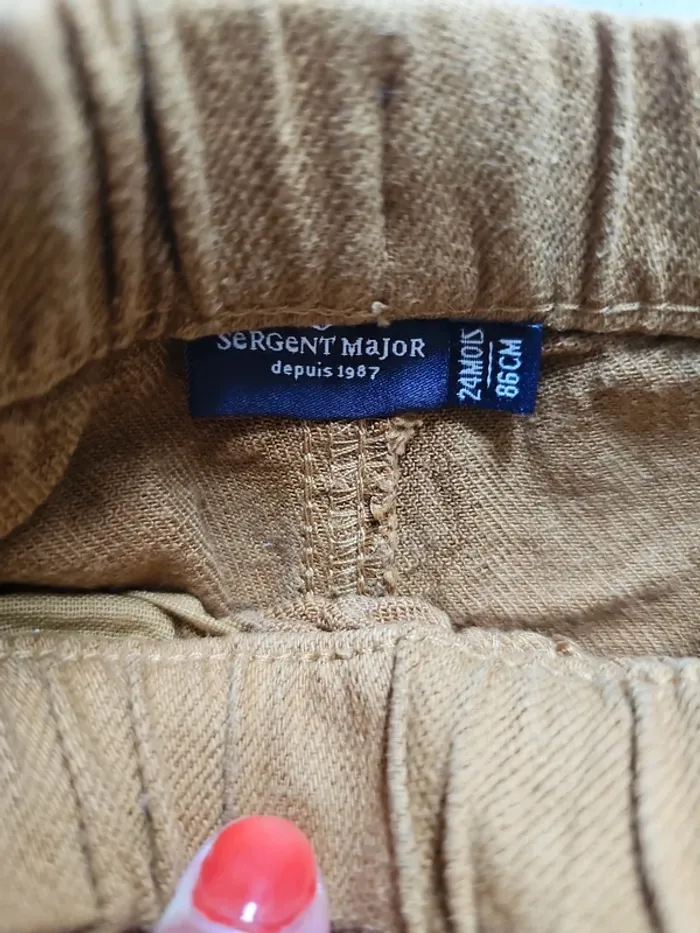 SeRGeNT MaJoR
depuis 1987
24MOIS
86CM